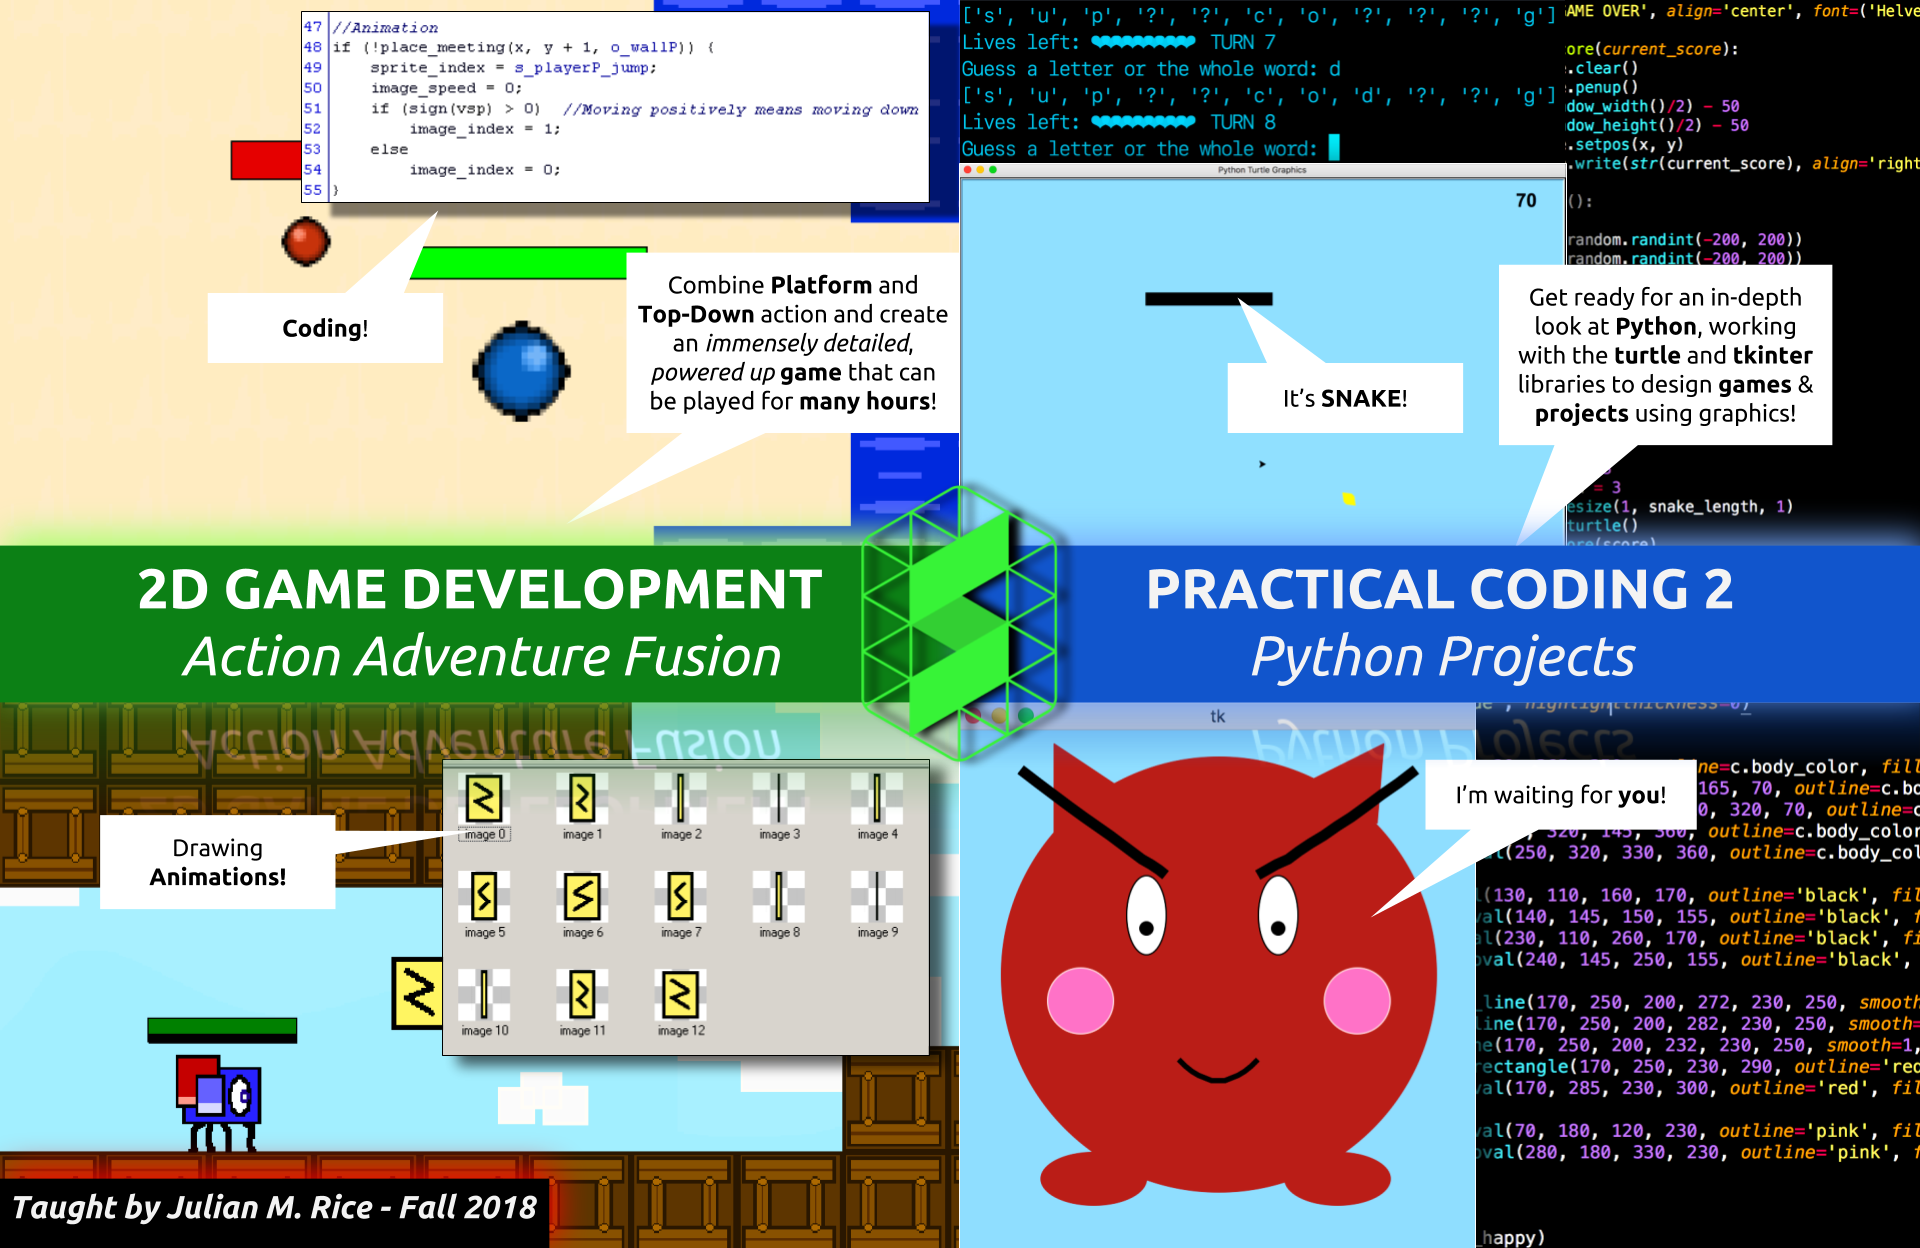 47 //Animation
48 if (!place_meeting(x, y + 1, o_wallP)) {
49 sprite_index = s_playerP_jump;
50 image_speed = 0;
51 if (sign(vsp) > 0) //Moving positively means moving down
52 image_index = 1;
53 else
54 image_index = 0;
55 }
Coding!
Combine Platform and
Top-Down action and create
an immensely detailed,
powered up game that can
be played for many hours!
['s', 'u', 'p', '?', '?', 'c', 'o', '?', '?', '?', 'g']
Lives left: ❤❤❤❤❤❤❤❤❤ TURN 7
Guess a letter or the whole word: d
['s', 'u', 'p', '?', '?', 'c', 'o', 'd', '?', '?', 'g']
Lives left: ❤❤❤❤❤❤❤❤❤ TURN 8
Guess a letter or the whole word:
AME OVER', align='center', font=('Helve
ore(current_score):
.clear()
.penup()
dow_width()/2) - 50
dow_height()/2) - 50
.setpos(x, y)
.write(str(current_score), align='right
():
random.randint(-200, 200))
random.randint(-200, 200))
Python Turtle Graphics
70
It's SNAKE!
Get ready for an in-depth
look at Python, working
with the turtle and tkinter
libraries to design games &
projects using graphics!
= 3
esize(1, snake_length, 1)
turtle()
ore(score)
2D GAME DEVELOPMENT
Action Adventure Fusion
PRACTICAL CODING 2
Python Projects
Drawing
Animations!
image 0 image 1 image 2 image 3 image 4
image 5 image 6 image 7 image 8 image 9
image 10 image 11 image 12
tk
I'm waiting for you!
ne=c.body_color, fill
165, 70, outline=c.bo
0, 320, 70, outline=c
320, 145, 360, outline=c.body_color
l(250, 320, 330, 360, outline=c.body_col
l(130, 110, 160, 170, outline='black', fil
val(140, 145, 150, 155, outline='black', f
al(230, 110, 260, 170, outline='black', fi
oval(240, 145, 250, 155, outline='black',
_line(170, 250, 200, 272, 230, 250, smooth
line(170, 250, 200, 282, 230, 250, smooth=
ne(170, 250, 200, 232, 230, 250, smooth=1,
rectangle(170, 250, 230, 290, outline='red
val(170, 285, 230, 300, outline='red', fil
val(70, 180, 120, 230, outline='pink', fil
oval(280, 180, 330, 230, outline='pink', f
_happy)
Taught by Julian M. Rice - Fall 2018